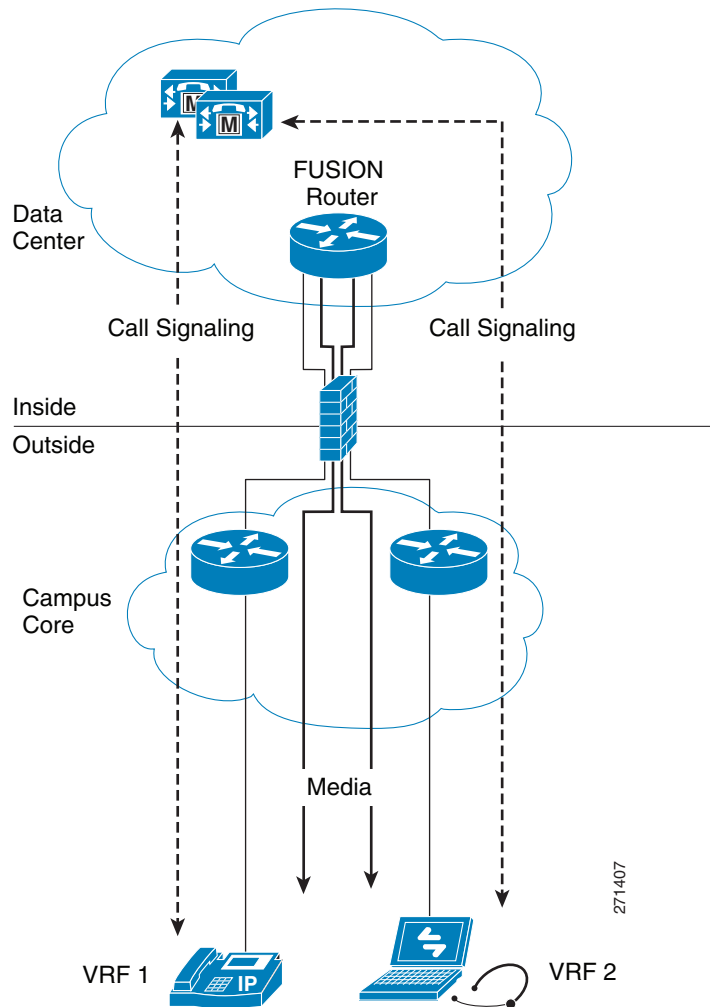 M
M
FUSION
Router
Data
Center
Call Signaling
Call Signaling
Inside
Outside
Campus
Core
Media
271407
VRF 1
IP
VRF 2